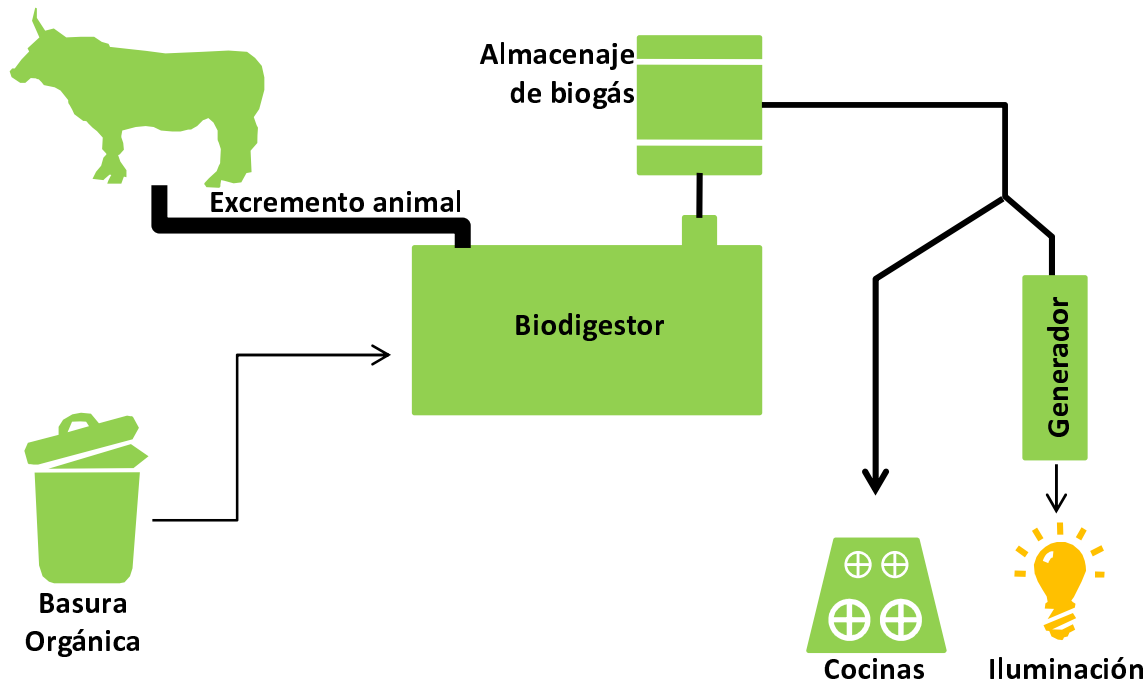 Almacenaje
de biogás
Excremento animal
Biodigestor
Generador
Basura
Orgánica
Cocinas
Iluminación